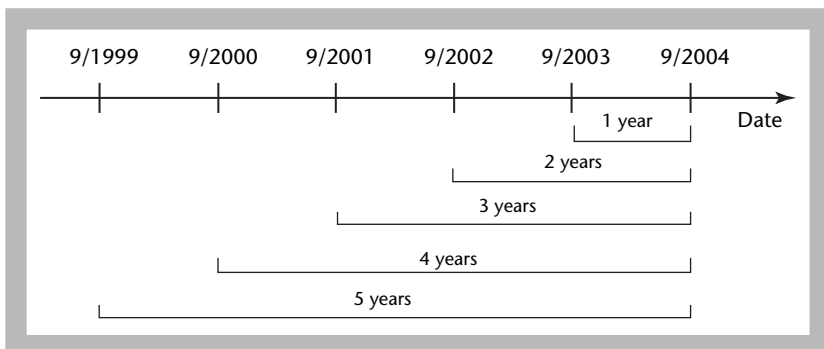 9/1999 9/2000 9/2001 9/2002 9/2003 9/2004
1 year Date
2 years
3 years
4 years
5 years